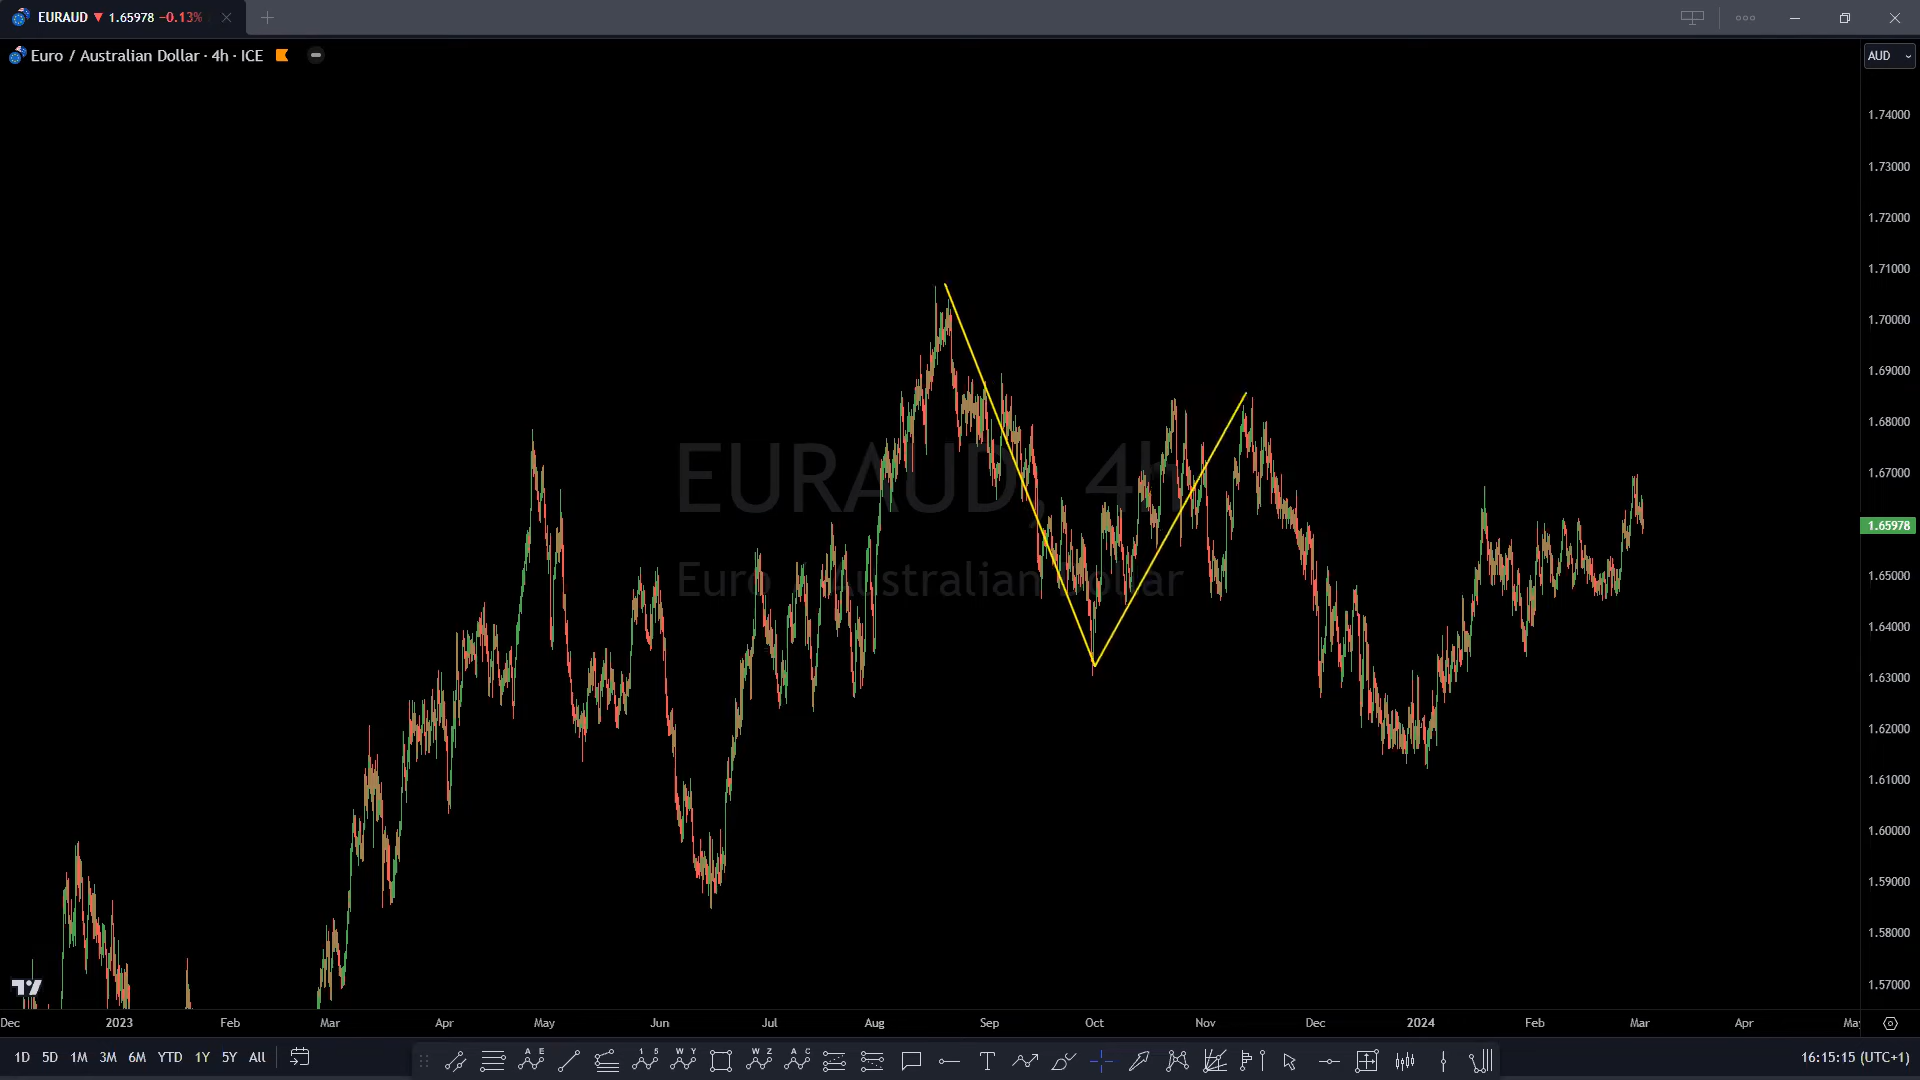 EURAUD ▼ 1.65978 −0.13%
Euro / Australian Dollar · 4h · ICE
AUD
1.74000
1.73000
1.72000
1.71000
1.70000
1.69000
1.68000
1.67000
1.65978
1.65000
1.64000
1.63000
1.62000
1.61000
1.60000
1.59000
1.58000
1.57000
EURAUD, 4h
Euro / Australian Dollar
Dec 2023 Feb Mar Apr May Jun Jul Aug Sep Oct Nov Dec 2024 Feb Mar Apr May
1D 5D 1M 3M 6M YTD 1Y 5Y All
A E
1 5
W Y
W Z
A C
T
16:15:15 (UTC+1)